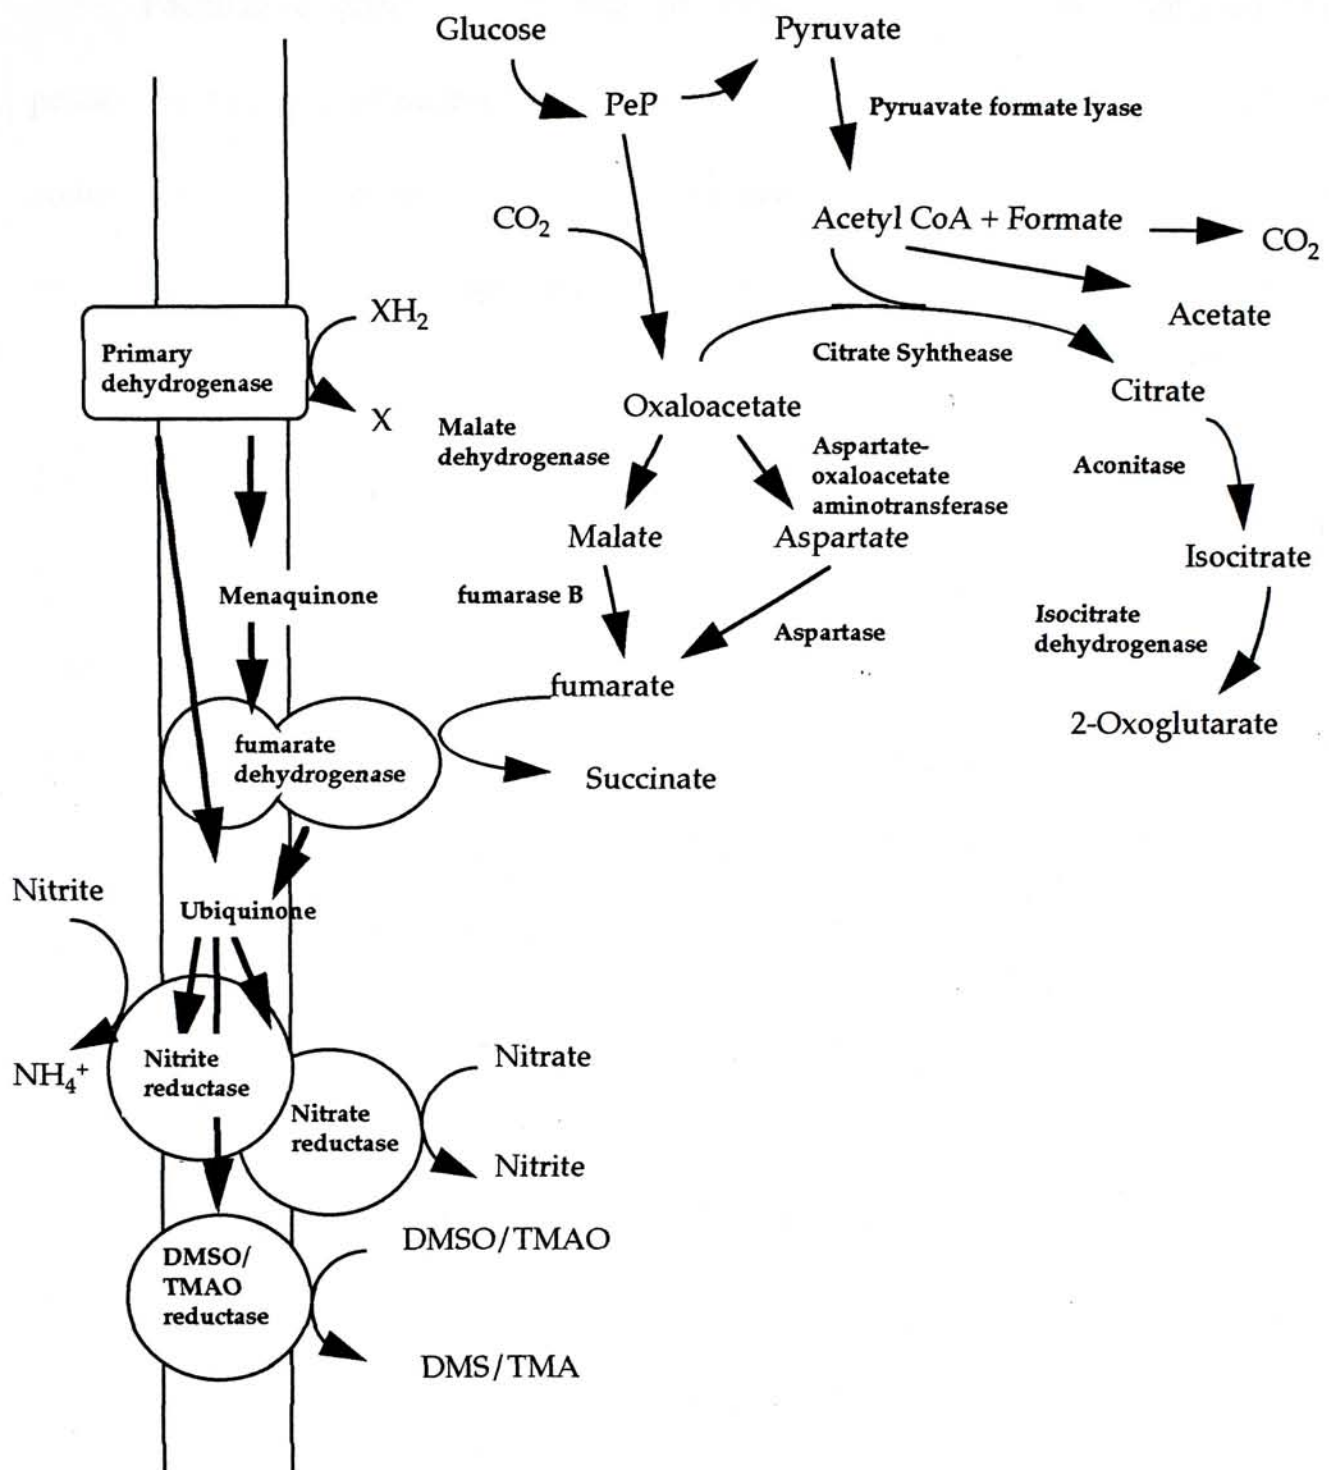 Glucose
Pyruvate
PeP
Pyruavate formate lyase
CO₂
Acetyl CoA + Formate
CO₂
Acetate
XH₂
Primary
dehydrogenase
X
Citrate Syhthease
Citrate
Oxaloacetate
Malate
dehydrogenase
Aspartate-
oxaloacetate
aminotransferase
Aconitase
Malate
Aspartate
Isocitrate
Menaquinone
fumarase B
Aspartase
Isocitrate
dehydrogenase
fumarate
2-Oxoglutarate
fumarate
dehydrogenase
Succinate
Nitrite
Ubiquinone
NH₄⁺
Nitrite
reductase
Nitrate
Nitrate
reductase
Nitrite
DMSO/TMAO
DMSO/
TMAO
reductase
DMS/TMA